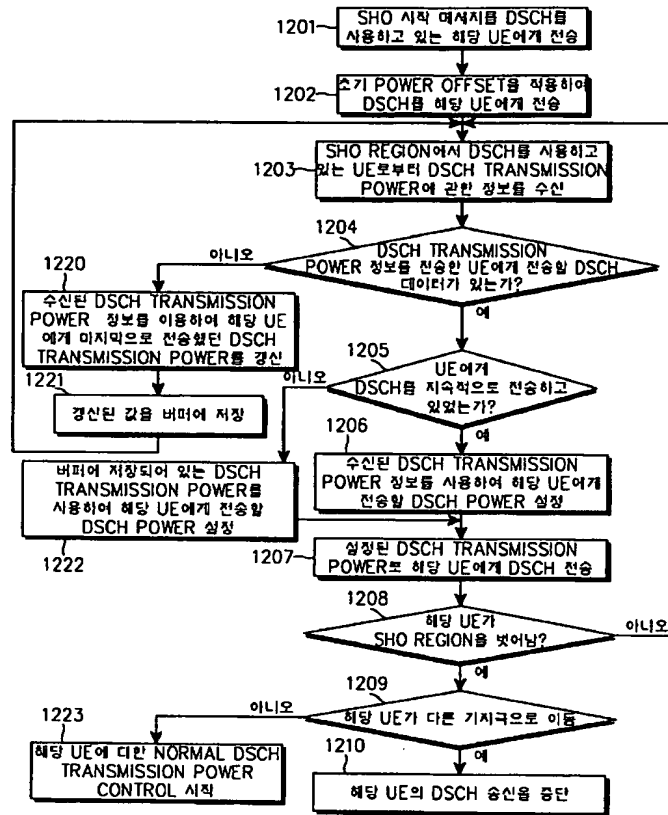 1201
SHO 시작 메세지를 DSCH를
사용하고 있는 해당 UE에게 전송
1202
초기 POWER OFFSET을 적용하여
DSCH를 해당 UE에게 전송
1203
SHO REGION에서 DSCH를 사용하고
있는 UE로부터 DSCH TRANSMISSION
POWER에 관한 정보를 수신
1204
DSCH TRANSMISSION
POWER 정보를 전송한 UE에게 전송할 DSCH
데이터가 있는가?
아니오
예
1220
수신된 DSCH TRANSMISSION
POWER 정보를 이용하여 해당 UE
에게 마지막으로 전송했던 DSCH
TRANSMISSION POWER를 갱신
1221
갱신된 값을 버퍼에 저장
1205
UE에게
DSCH를 지속적으로 전송하고
있었는가?
아니오
예
1206
수신된 DSCH TRANSMISSION
POWER 정보를 사용하여 해당 UE에게
전송할 DSCH POWER 설정
버퍼에 저장되어 있는 DSCH
TRANSMISSION POWER를
사용하여 해당 UE에게 전송할
DSCH POWER 설정
1222
1207
설정된 DSCH TRANSMISSION
POWER로 해당 UE에게 DSCH 전송
1208
해당 UE가
SHO REGION을 벗어남?
아니오
예
1209
해당 UE가 다른 기지국으로 이동
아니오
예
1223
해당 UE에 대한 NORMAL DSCH
TRANSMISSION POWER
CONTROL 시작
1210
해당 UE의 DSCH 송신을 중단